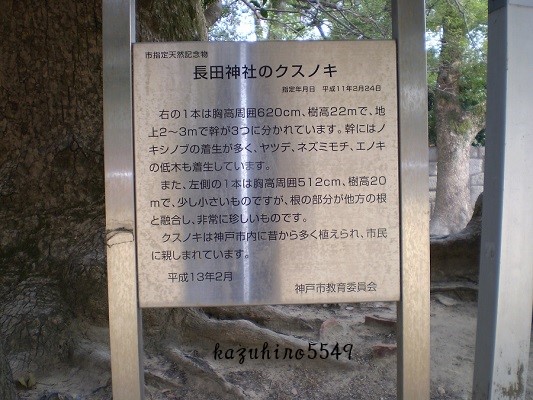 市指定天然記念物
長田神社のクスノキ
指定年月日 平成11年2月24日
右の1本は胸高周囲620cm、樹高22mで、地
上2〜3mで幹が3つに分かれています。幹にはノ
キシノブの着生が多く、ヤツデ、ネズミモチ、エノキ
の低木も着生しています。
また、左側の1本は胸高周囲512cm、樹高20
mで、少し小さいものですが、根の部分が他方の根
と融合し、非常に珍しいものです。
クスノキは神戸市内に昔から多く植えられ、市民
に親しまれています。
平成13年2月
神戸市教育委員会
kazuhino5549